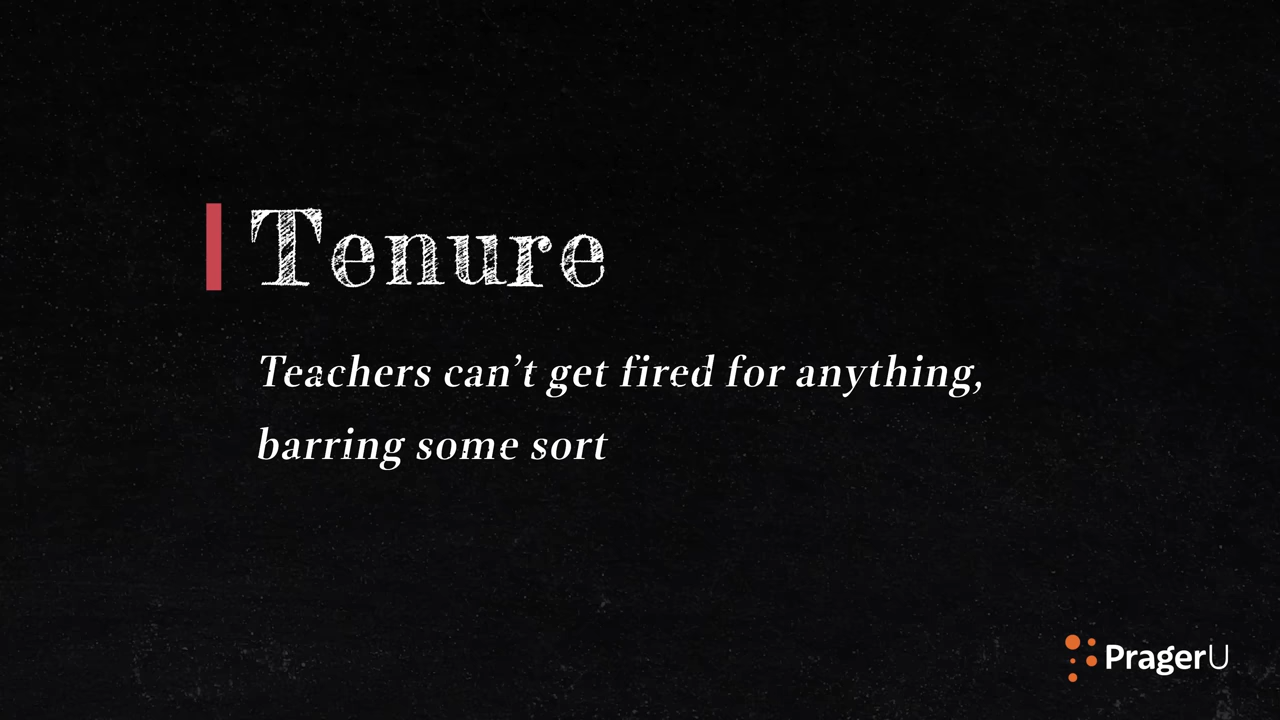 Tenure
Teachers can’t get fired for anything,
barring some sort
PragerU